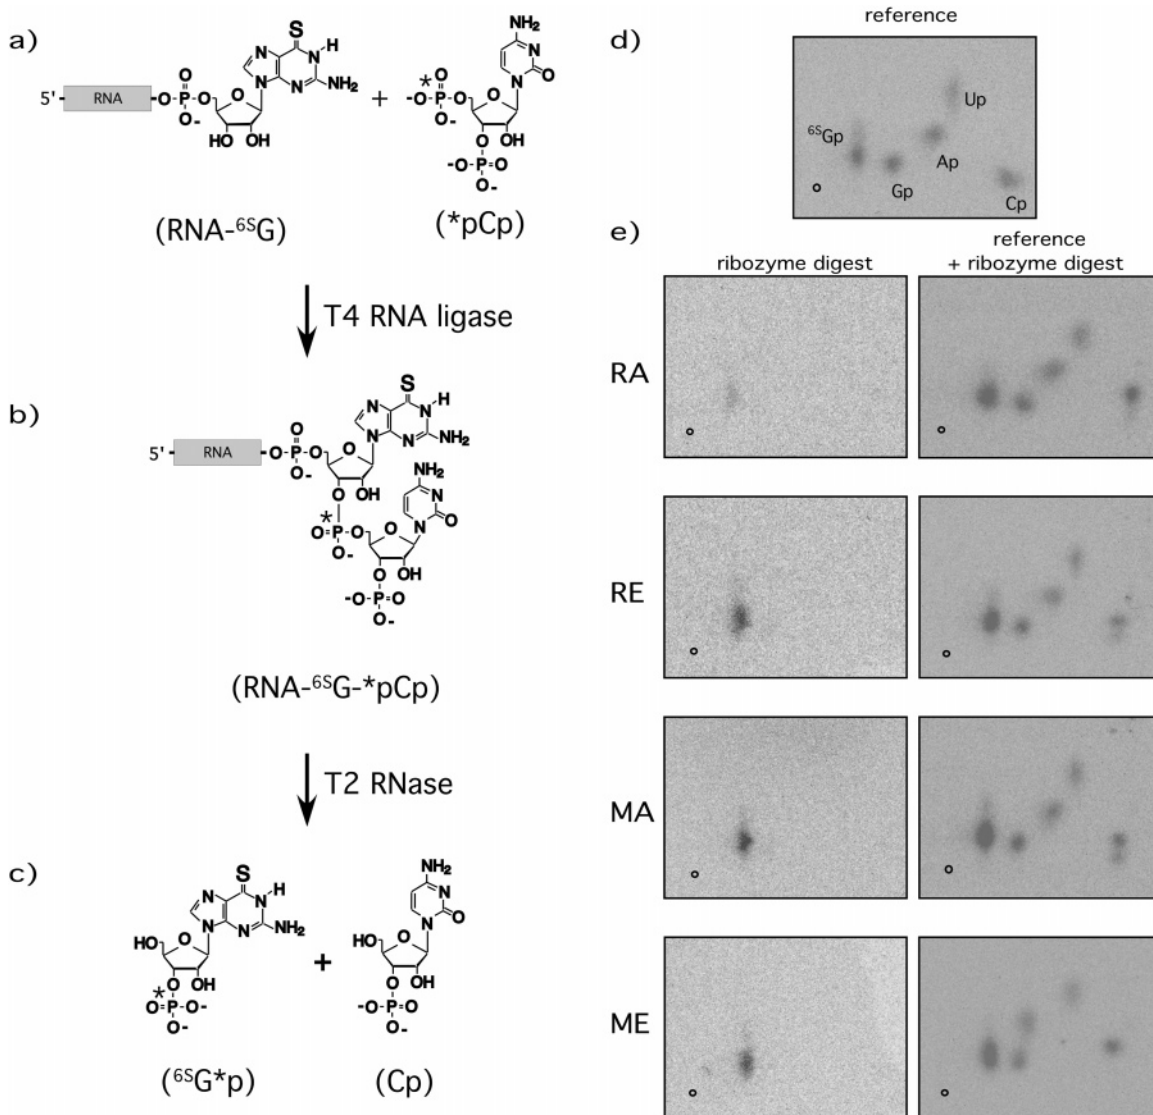 a)
S
N
N-H
N
N
NH₂
5'-
RNA
-O-P-O
O
O-
O
HO
OH
+
NH₂
N
N
O
*
O
-O-P-O
O-
O
O
OH
-O-P=O
O-
(RNA-⁶ˢG)
(*pCp)
T4 RNA ligase
b)
S
N
N-H
N
N
NH₂
5'-
RNA
-O-P-O
O
O-
O
O
OH
NH₂
N
N
O
*
O=P-O
O-
O
O
OH
-O-P=O
O-
(RNA-⁶ˢG-*pCp)
T2 RNase
c)
S
N
N-H
N
N
NH₂
HO
O
O
OH
*
O=P-O-
O-
+
NH₂
N
N
O
HO
O
O
OH
-O-P=O
O-
(⁶ˢG*p)
(Cp)
d)
reference
⁶ˢGp
Gp
Ap
Up
Cp
e)
ribozyme digest
reference
+ ribozyme digest
RA
RE
MA
ME